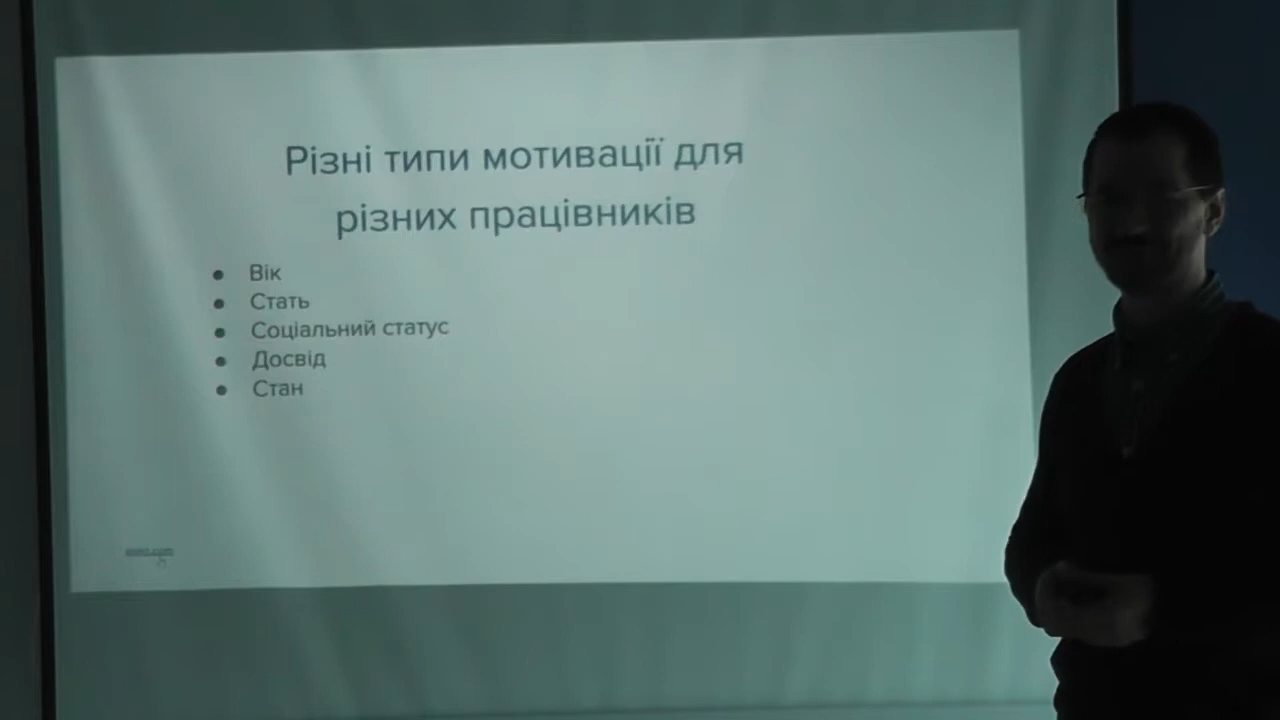 Різні типи мотивації для
різних працівників
Вік
Стать
Соціальний статус
Досвід
Стан